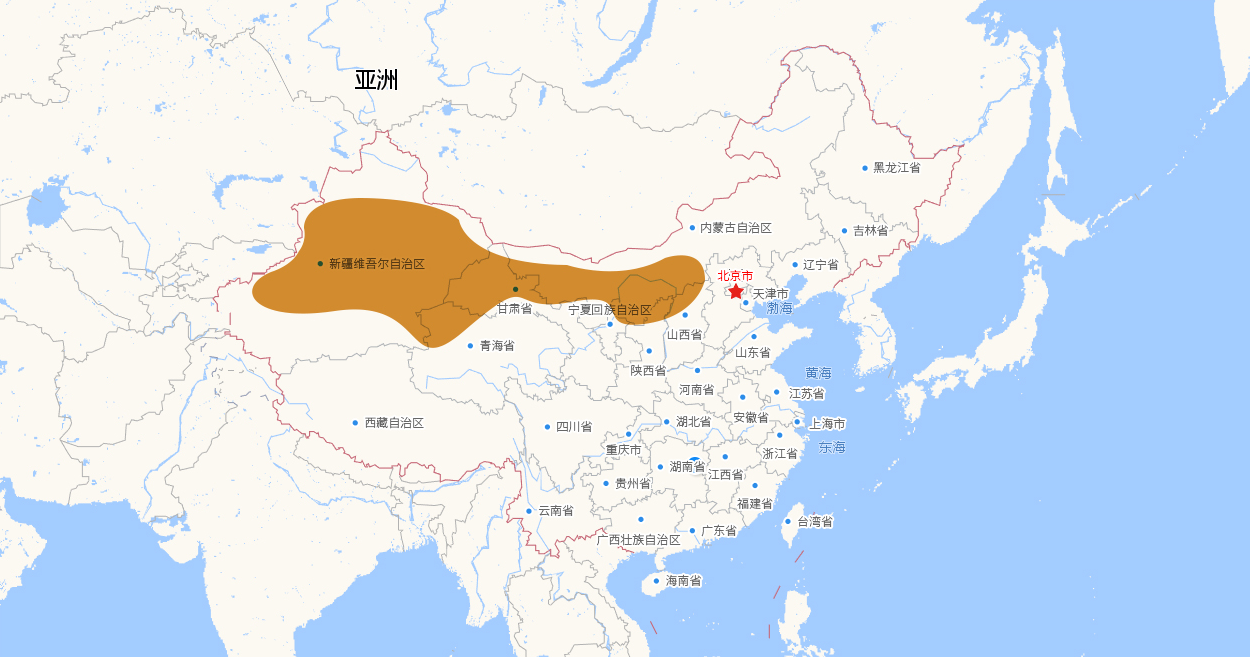 亚洲
黑龙江省
内蒙古自治区
吉林省
新疆维吾尔自治区
辽宁省
北京市
天津市
渤海
甘肃省
宁夏回族自治区
山西省
青海省
山东省
陕西省
黄海
河南省
江苏省
安徽省
西藏自治区
四川省
湖北省
上海市
重庆市
东海
浙江省
湖南省
江西省
贵州省
福建省
云南省
台湾省
广东省
广西壮族自治区
海南省